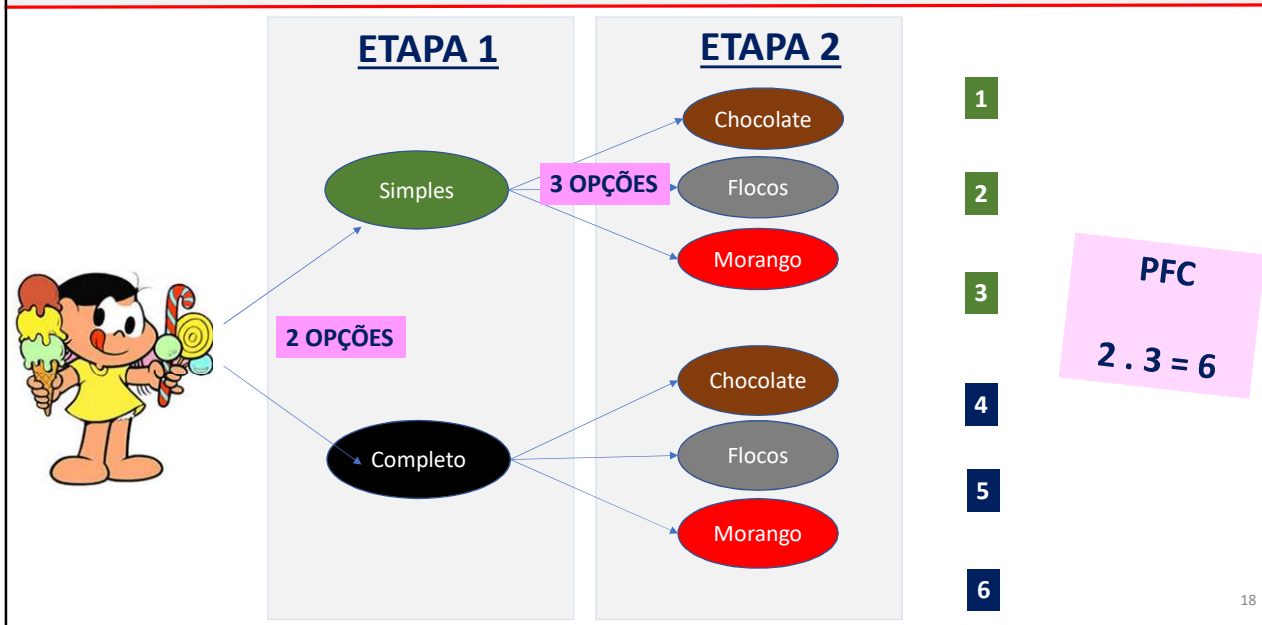 ETAPA 1
ETAPA 2
Simples
2 OPÇÕES
Completo
3 OPÇÕES
Chocolate
Flocos
Morango
Chocolate
Flocos
Morango
1
2
3
4
5
6
PFC
2 . 3 = 6
18